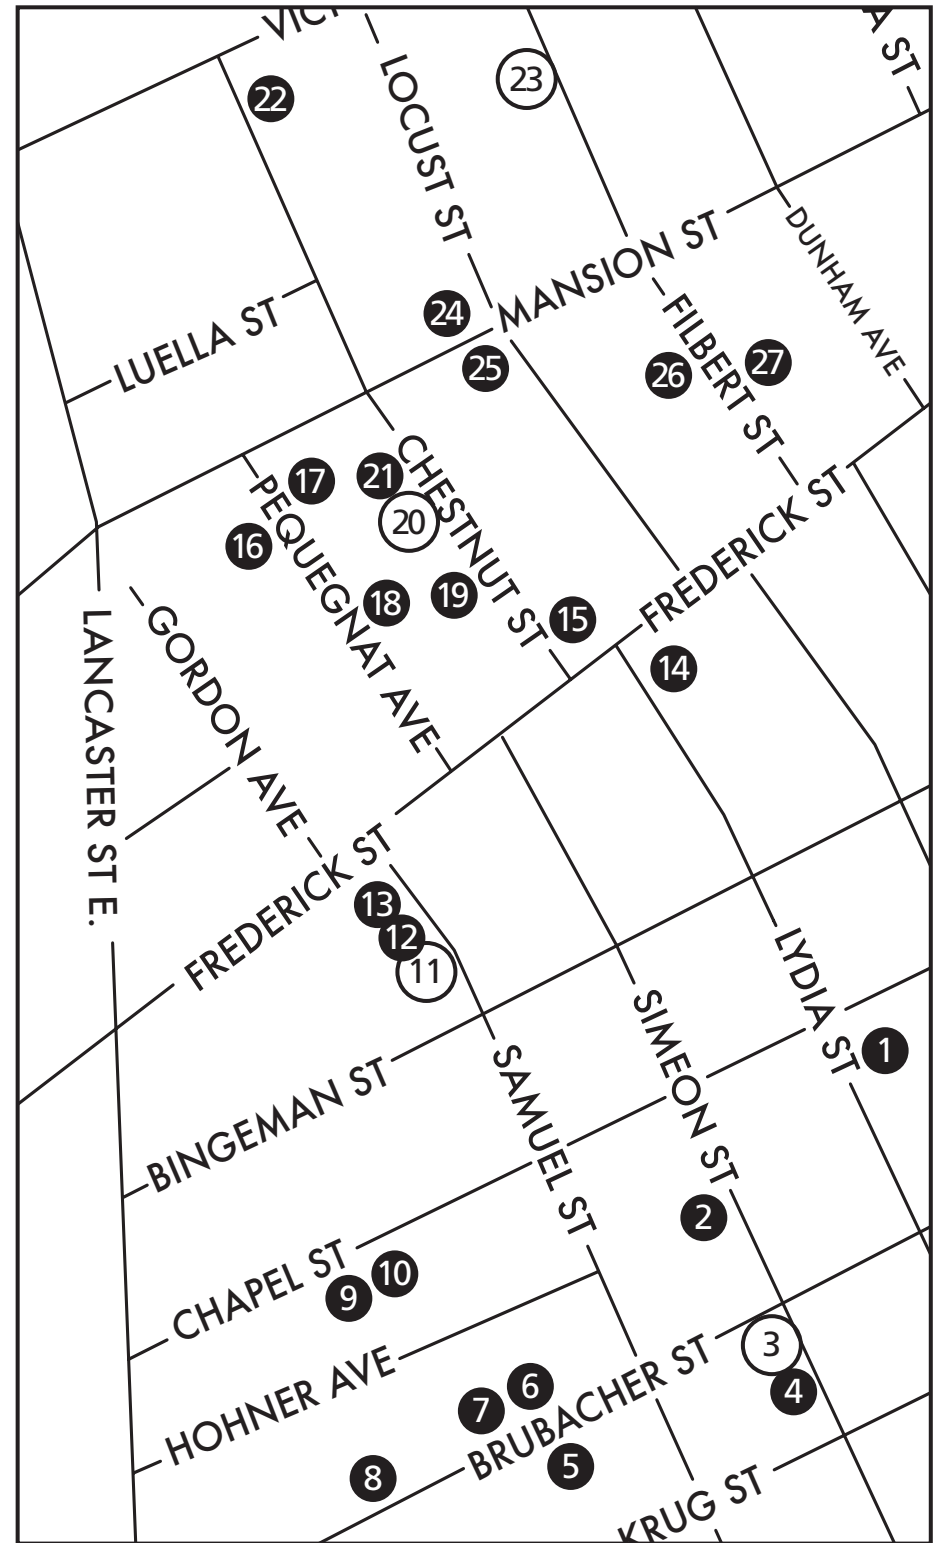 LOCUST ST
23
22
MANSION ST
DUNHAM AVE
LUELLA ST
24
FILBERT ST
25
26
27
CHESTNUT ST
17
21
PEQUEGNAT AVE
20
16
FREDERICK ST
18
19
15
LANCASTER ST E.
GORDON AVE
14
FREDERICK ST
13
12
11
LYDIA ST
SIMEON ST
1
SAMUEL ST
BINGEMAN ST
2
CHAPEL ST
10
9
3
HOHNER AVE
BRUBACHER ST
6
4
7
5
8
KRUG ST